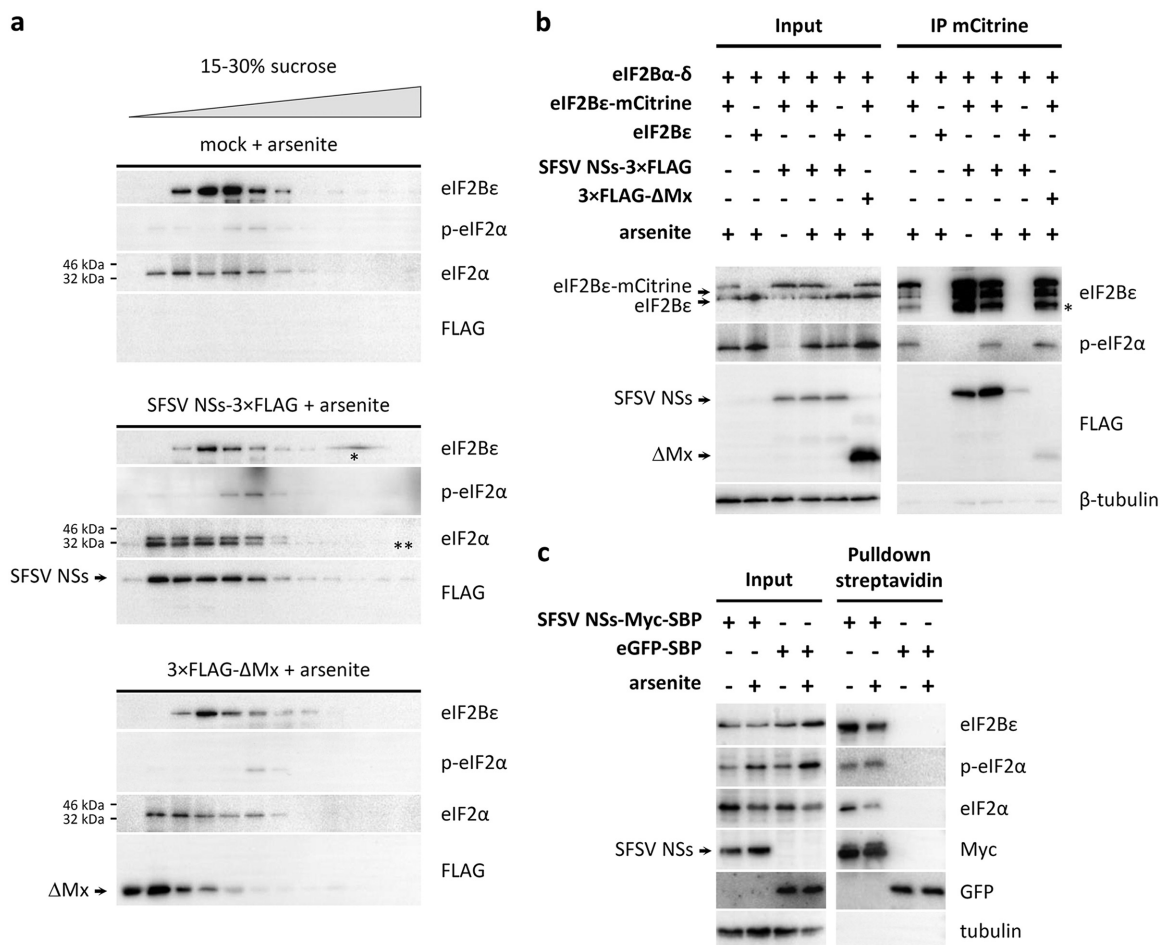 a
15-30% sucrose
mock + arsenite
eIF2Bε
p-eIF2α
46 kDa
32 kDa
eIF2α
FLAG
SFSV NSs-3×FLAG + arsenite
eIF2Bε
*
p-eIF2α
46 kDa
32 kDa
eIF2α
**
SFSV NSs
FLAG
3×FLAG-ΔMx + arsenite
eIF2Bε
p-eIF2α
46 kDa
32 kDa
eIF2α
FLAG
ΔMx
b
Input IP mCitrine
eIF2Bα-δ + + + + + + + + + + + +
eIF2Bε-mCitrine + - + + - + + - + + - +
eIF2Bε - + - - + - - + - - + -
SFSV NSs-3×FLAG - - + + + - - - + + + -
3×FLAG-ΔMx - - - - - + - - - - - +
arsenite + + - + + + + + - + + +
eIF2Bε-mCitrine
eIF2Bε
eIF2Bε
*
p-eIF2α
SFSV NSs
FLAG
ΔMx
β-tubulin
c
Input Pulldown streptavidin
SFSV NSs-Myc-SBP + + - - + + - -
eGFP-SBP - - + + - - + +
arsenite - + - + - + - +
eIF2Bε
p-eIF2α
eIF2α
SFSV NSs
Myc
GFP
tubulin